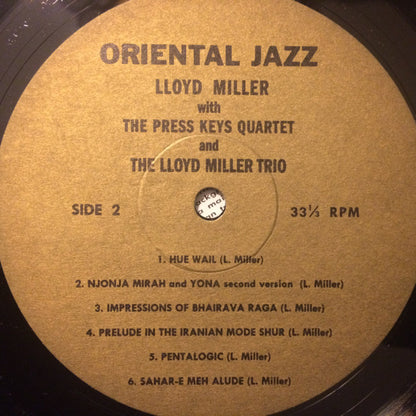 ORIENTAL JAZZ
LLOYD MILLER
with
THE PRESS KEYS QUARTET
and
THE LLOYD MILLER TRIO
SIDE 2 33⅓ RPM
1. HUE WAIL (L. Miller)
2. NJONJA MIRAH and YONA second version (L. Miller)
3. IMPRESSIONS OF BHAIRAVA RAGA (L. Miller)
4. PRELUDE IN THE IRANIAN MODE SHUR (L. Miller)
5. PENTALOGIC (L. Miller)
6. SAHAR-E MEH ALUDE (L. Miller)